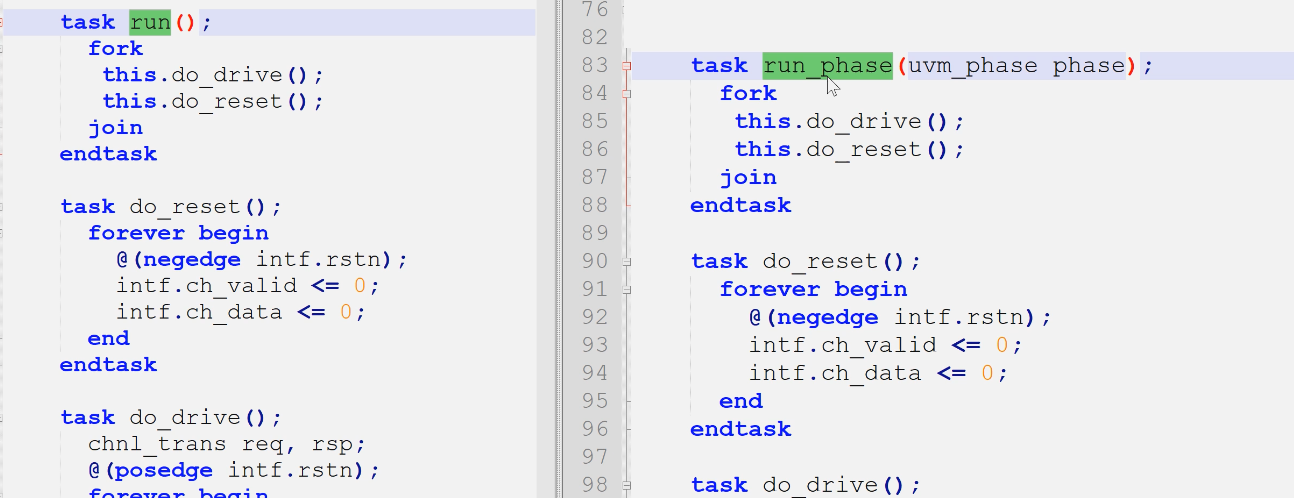 task run();
fork
this.do_drive();
this.do_reset();
join
endtask
task do_reset();
forever begin
@(negedge intf.rstn);
intf.ch_valid <= 0;
intf.ch_data <= 0;
end
endtask
task do_drive();
chnl_trans req, rsp;
@(posedge intf.rstn);
forever begin
76
82
83 task run_phase(uvm_phase phase);
84 fork
85 this.do_drive();
86 this.do_reset();
87 join
88 endtask
89
90 task do_reset();
91 forever begin
92 @(negedge intf.rstn);
93 intf.ch_valid <= 0;
94 intf.ch_data <= 0;
95 end
96 endtask
97
98 task do_drive();